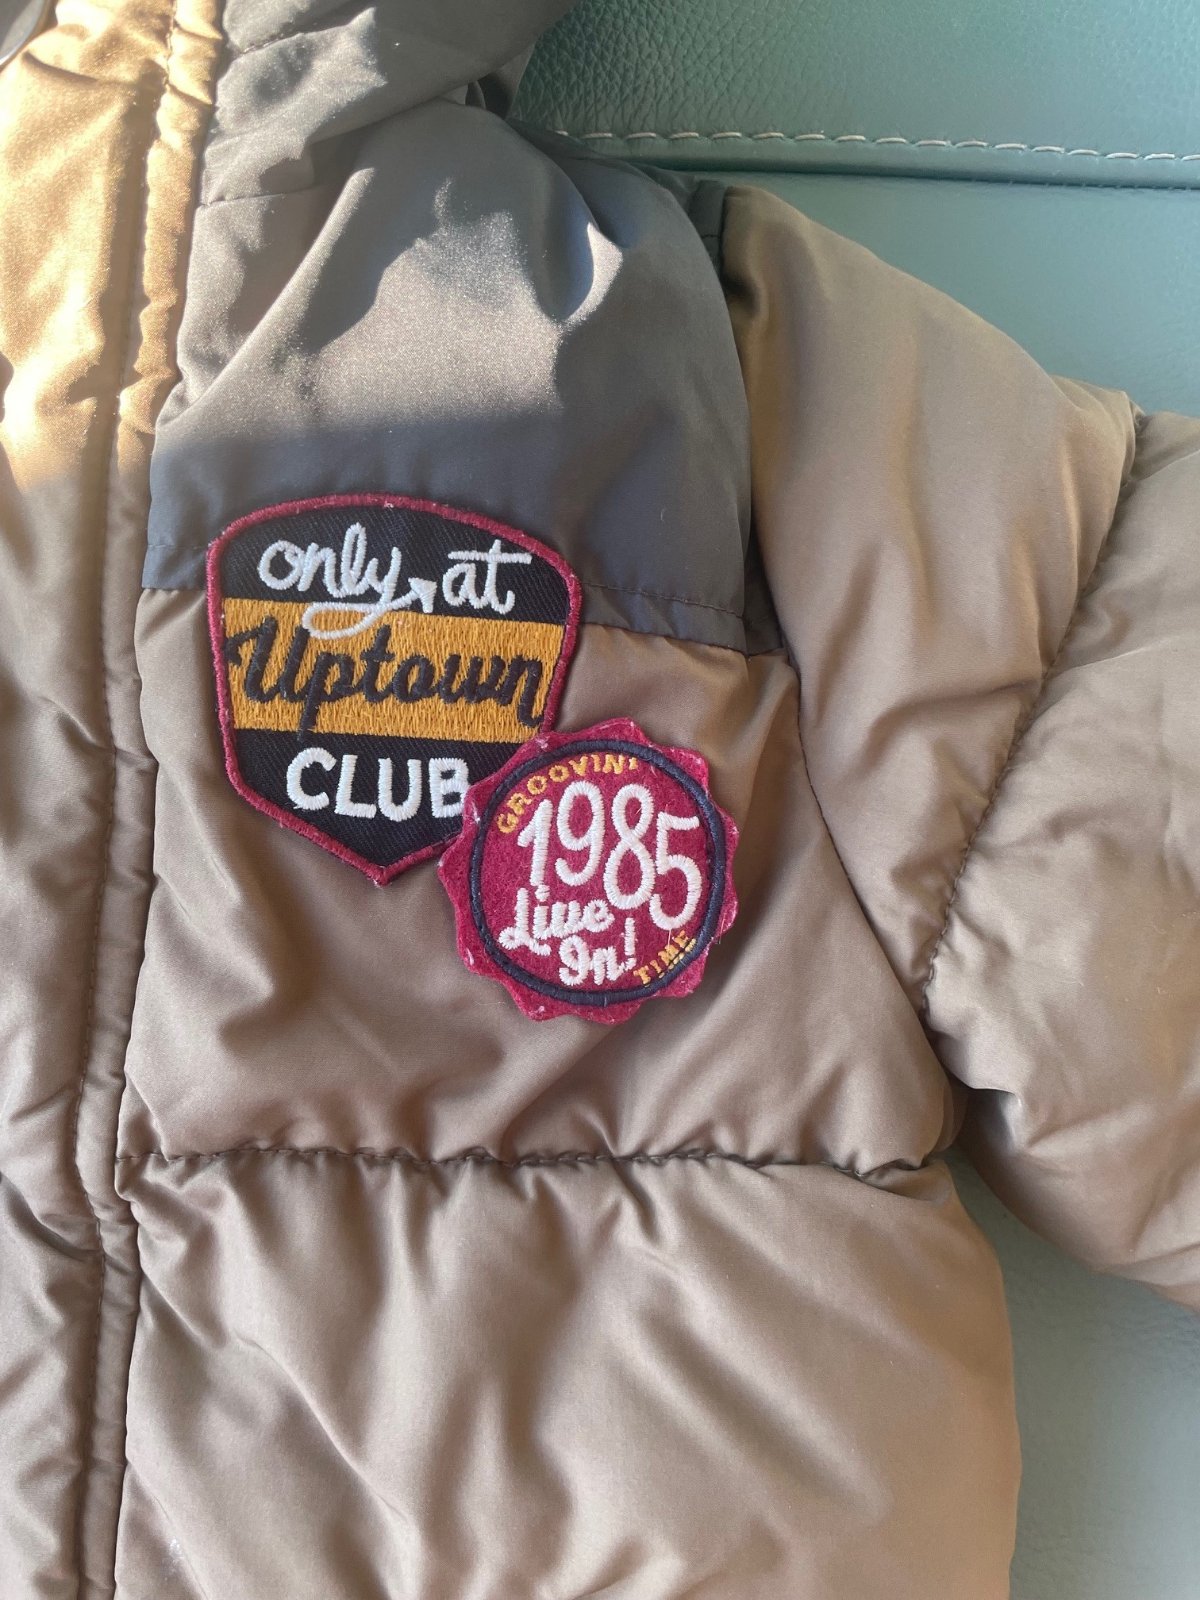 only at
Uptown
CLUB
GROOVIN'
1985
Live
In!
TIME